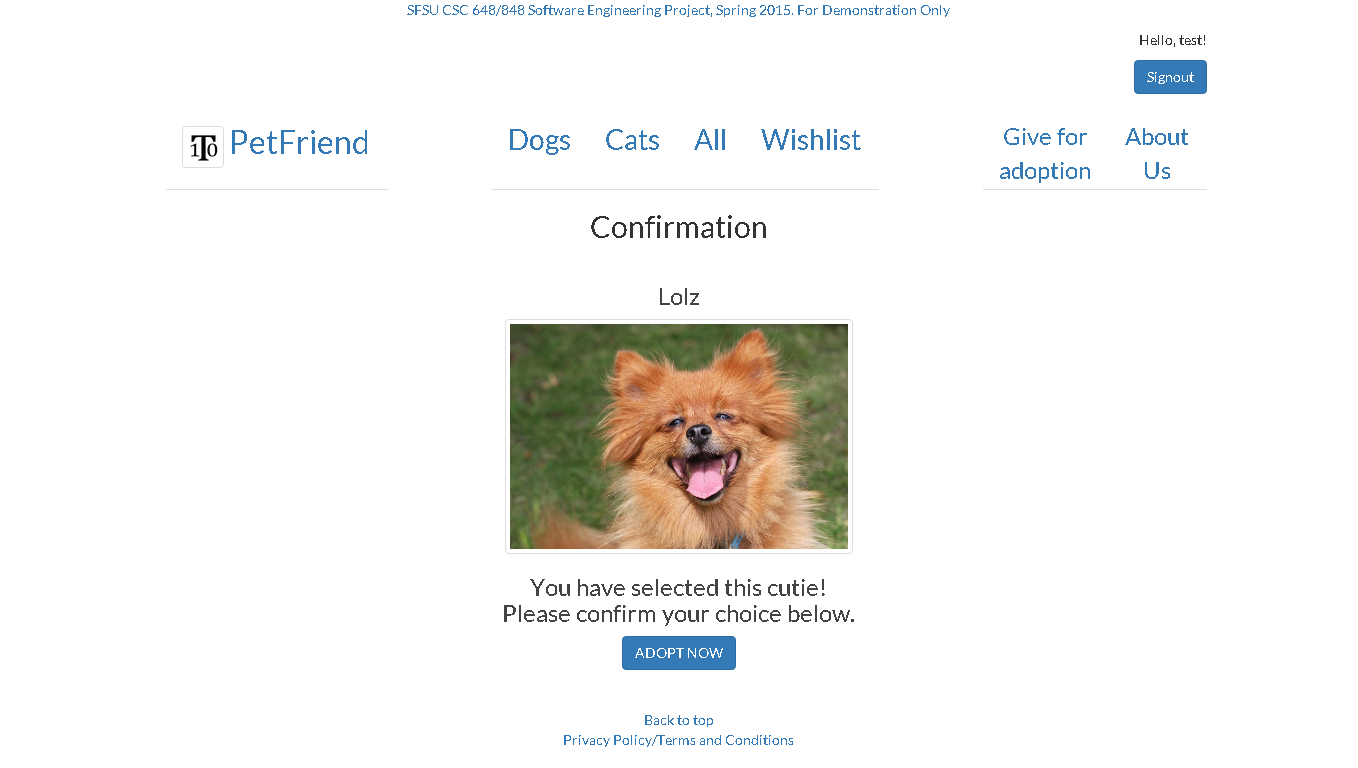 SFSU CSC 648/848 Software Engineering Project, Spring 2015. For Demonstration Only
Hello, test!
Signout
1T0 PetFriend
Dogs Cats All Wishlist
Give for
adoption
About
Us
Confirmation
Lolz
You have selected this cutie!
Please confirm your choice below.
ADOPT NOW
Back to top
Privacy Policy/Terms and Conditions